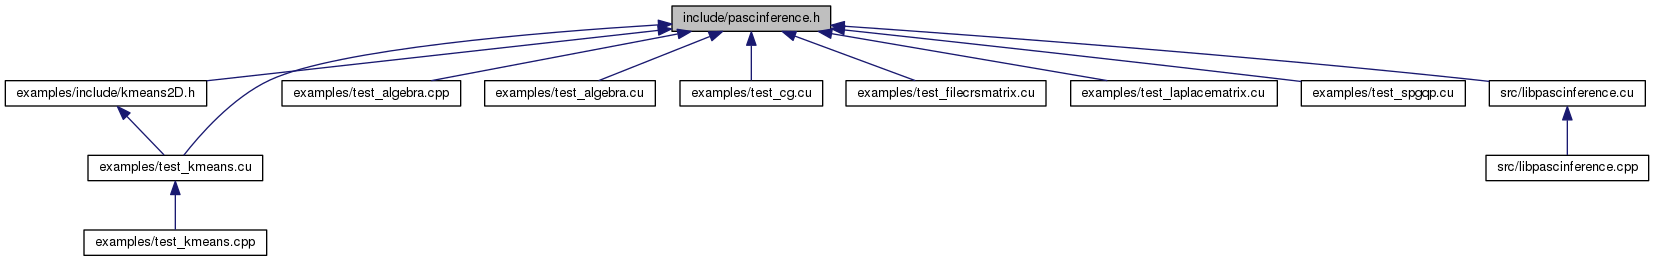 include/pascinference.h
examples/include/kmeans2D.h
examples/test_algebra.cpp
examples/test_algebra.cu
examples/test_cg.cu
examples/test_filecrsmatrix.cu
examples/test_laplacematrix.cu
examples/test_spgqp.cu
src/libpascinference.cu
examples/test_kmeans.cu
src/libpascinference.cpp
examples/test_kmeans.cpp